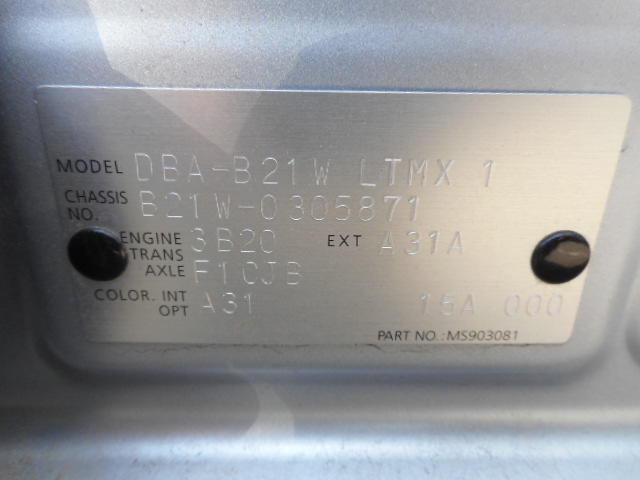 MODEL DBA-B21W LTMX 1
CHASSIS NO. B21W-0305871
ENGINE 3B20 EXT A31A
TRANS AXLE F1CJB
COLOR. INT OPT A31 15A 000
PART NO.:MS903081